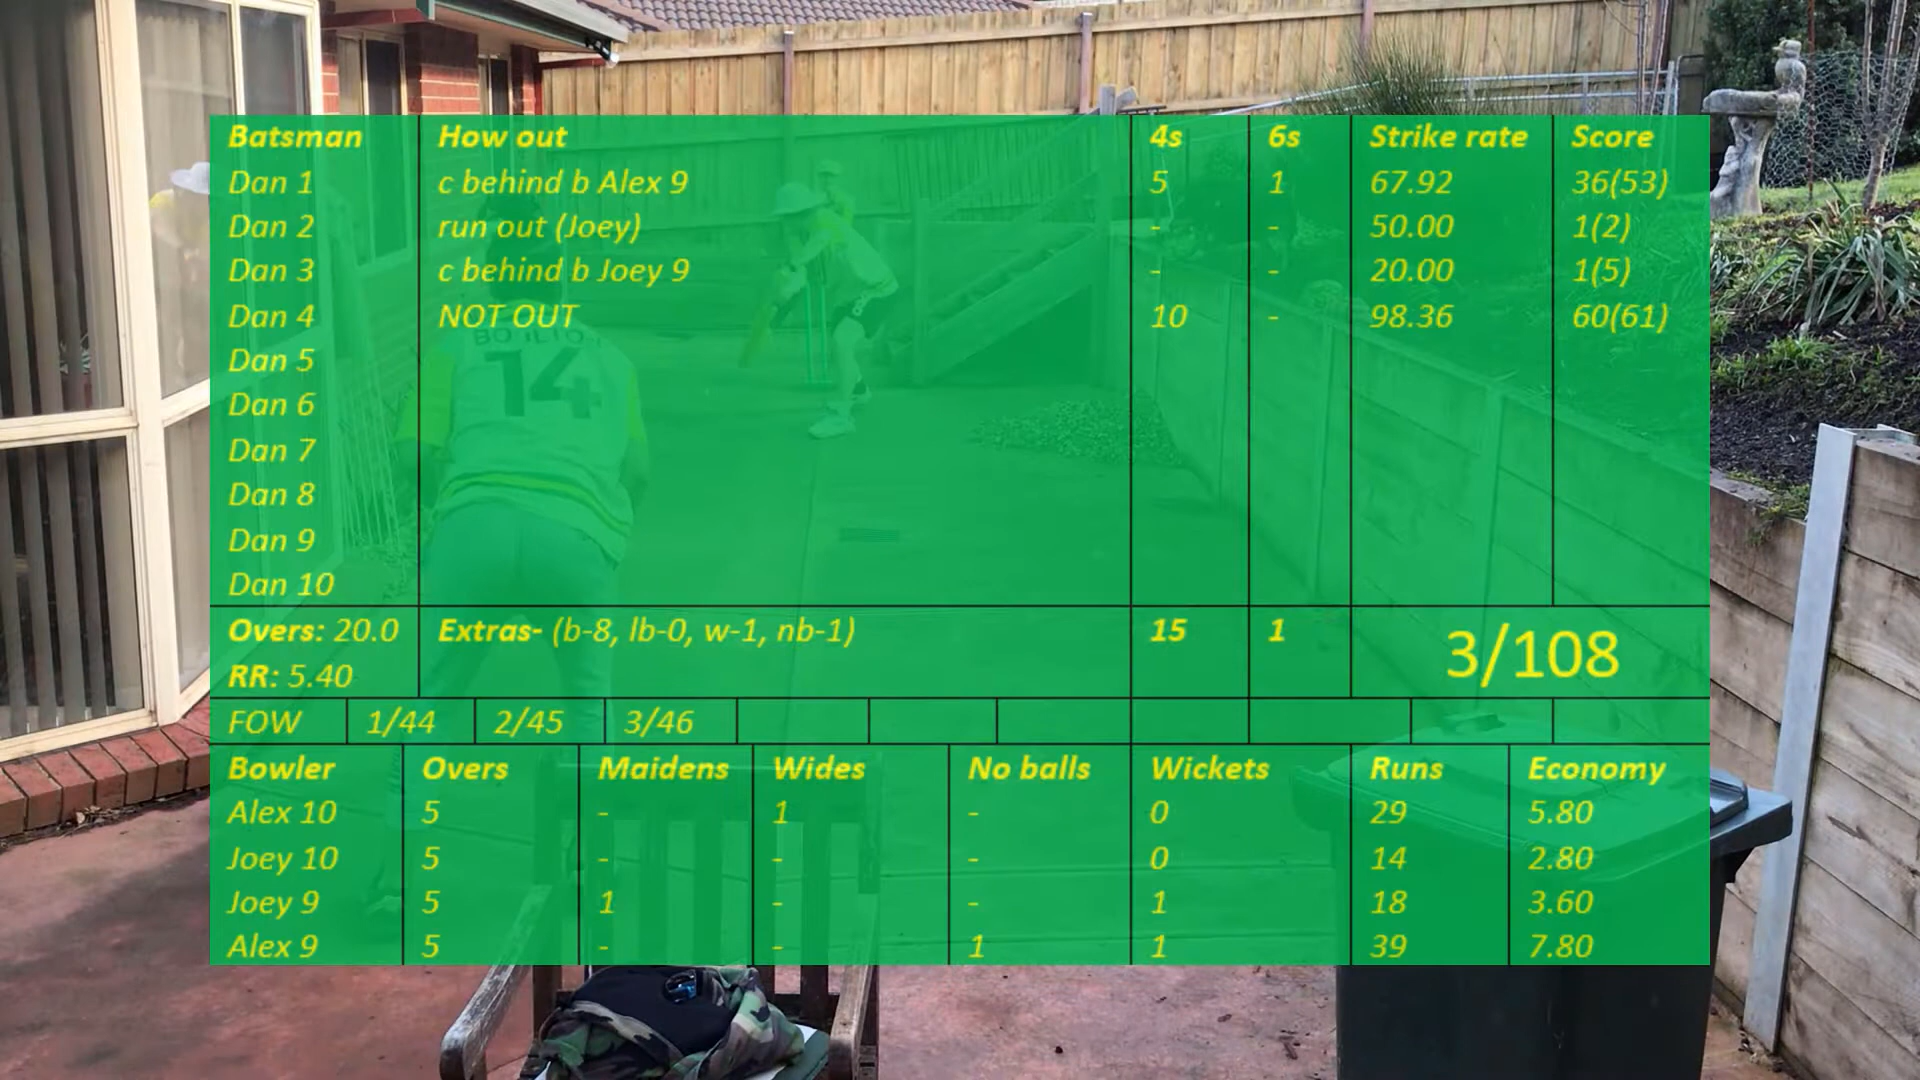 Batsman How out 4s 6s Strike rate Score
Dan 1 c behind b Alex 9 5 1 67.92 36(53)
Dan 2 run out (Joey) - - 50.00 1(2)
Dan 3 c behind b Joey 9 - - 20.00 1(5)
Dan 4 NOT OUT 10 - 98.36 60(61)
Dan 5
Dan 6
Dan 7
Dan 8
Dan 9
Dan 10
Overs: 20.0 Extras- (b-8, lb-0, w-1, nb-1) 15 1 3/108
RR: 5.40
FOW 1/44 2/45 3/46
Bowler Overs Maidens Wides No balls Wickets Runs Economy
Alex 10 5 - 1 - 0 29 5.80
Joey 10 5 - - - 0 14 2.80
Joey 9 5 1 - - 1 18 3.60
Alex 9 5 - - 1 1 39 7.80
14